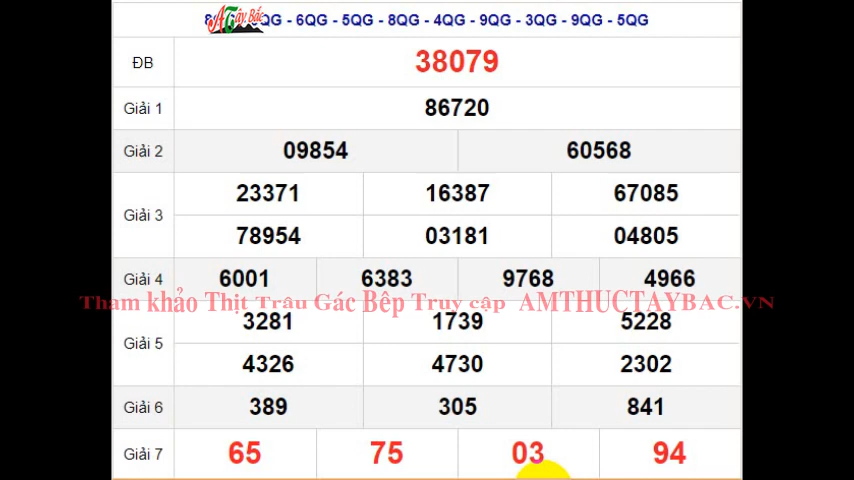 ATây Bắc QG - 6QG - 5QG - 8QG - 4QG - 9QG - 3QG - 9QG - 5QG
ĐB 38079
Giải 1 86720
Giải 2 09854 60568
Giải 3 23371 16387 67085
78954 03181 04805
Giải 4 6001 6383 9768 4966
Tham khảo Thịt Trâu Gác Bếp Truy cập AMTHUCTAYBAC.VN
Giải 5 3281 1739 5228
4326 4730 2302
Giải 6 389 305 841
Giải 7 65 75 03 94